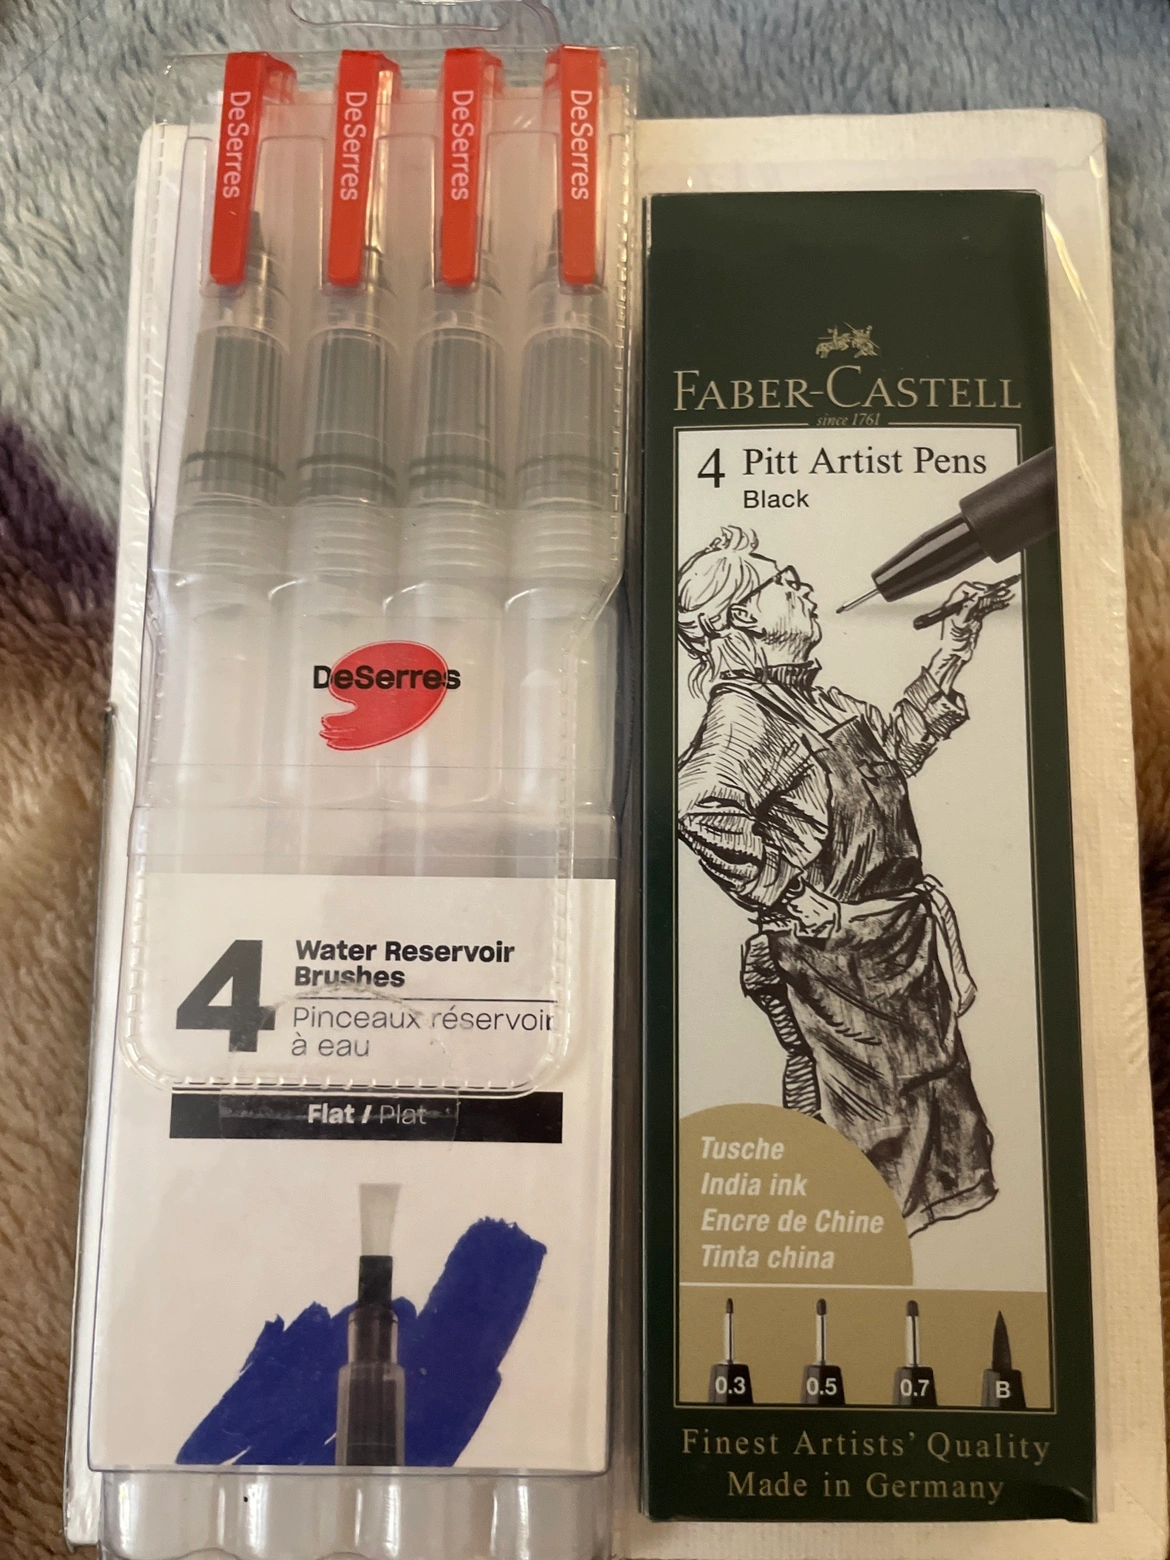 DeSerres
DeSerres
DeSerres
DeSerres
DeSerres
4
Water Reservoir
Brushes
Pinceaux réservoir
à eau
Flat / Plat
FABER-CASTELL
since 1761
4 Pitt Artist Pens
Black
Tusche
India ink
Encre de Chine
Tinta china
0.3
0.5
0.7
B
Finest Artists' Quality
Made in Germany